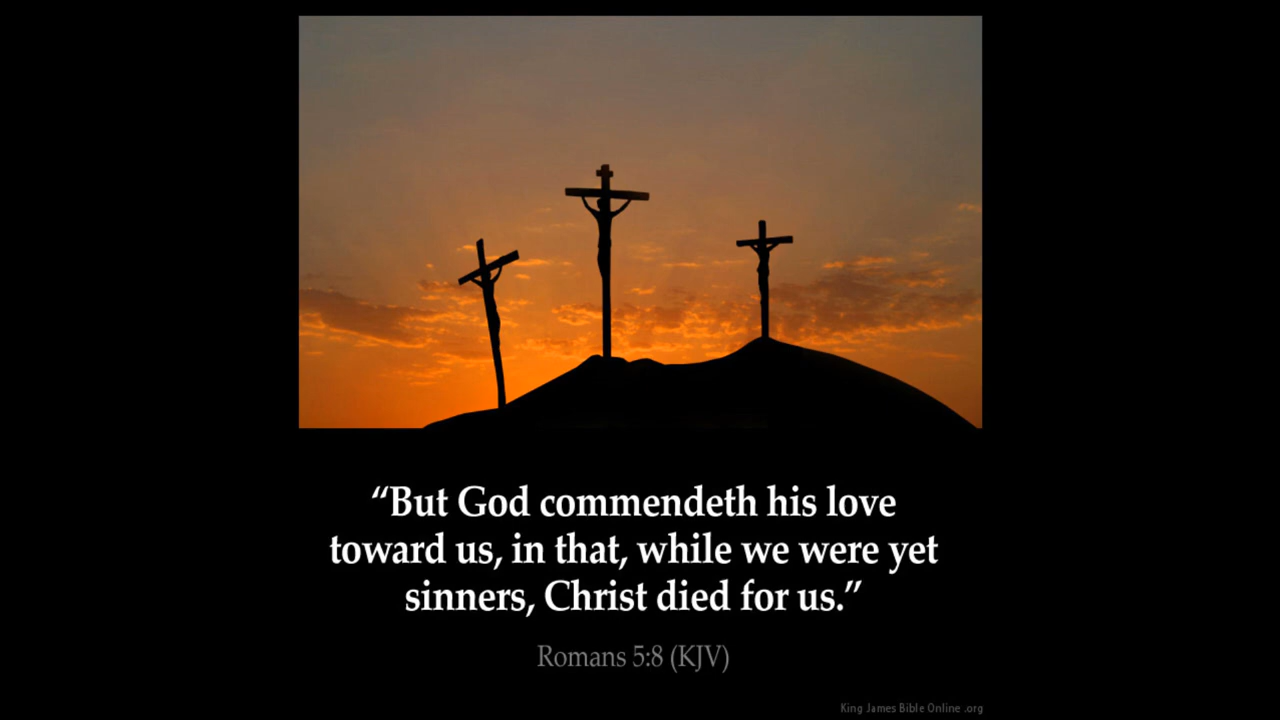 “But God commendeth his love
toward us, in that, while we were yet
sinners, Christ died for us.”
Romans 5:8 (KJV)
King James Bible Online .org